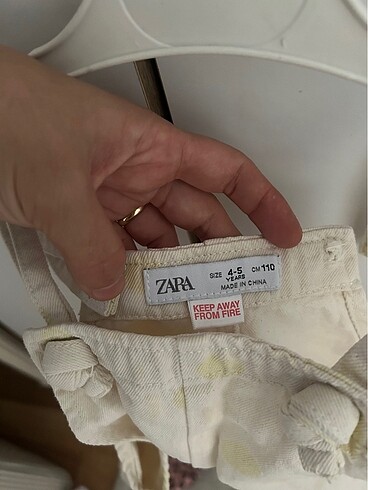 ZARA
SIZE 4-5 CM 110
YEARS
MADE IN CHINA
KEEP AWAY
FROM FIRE